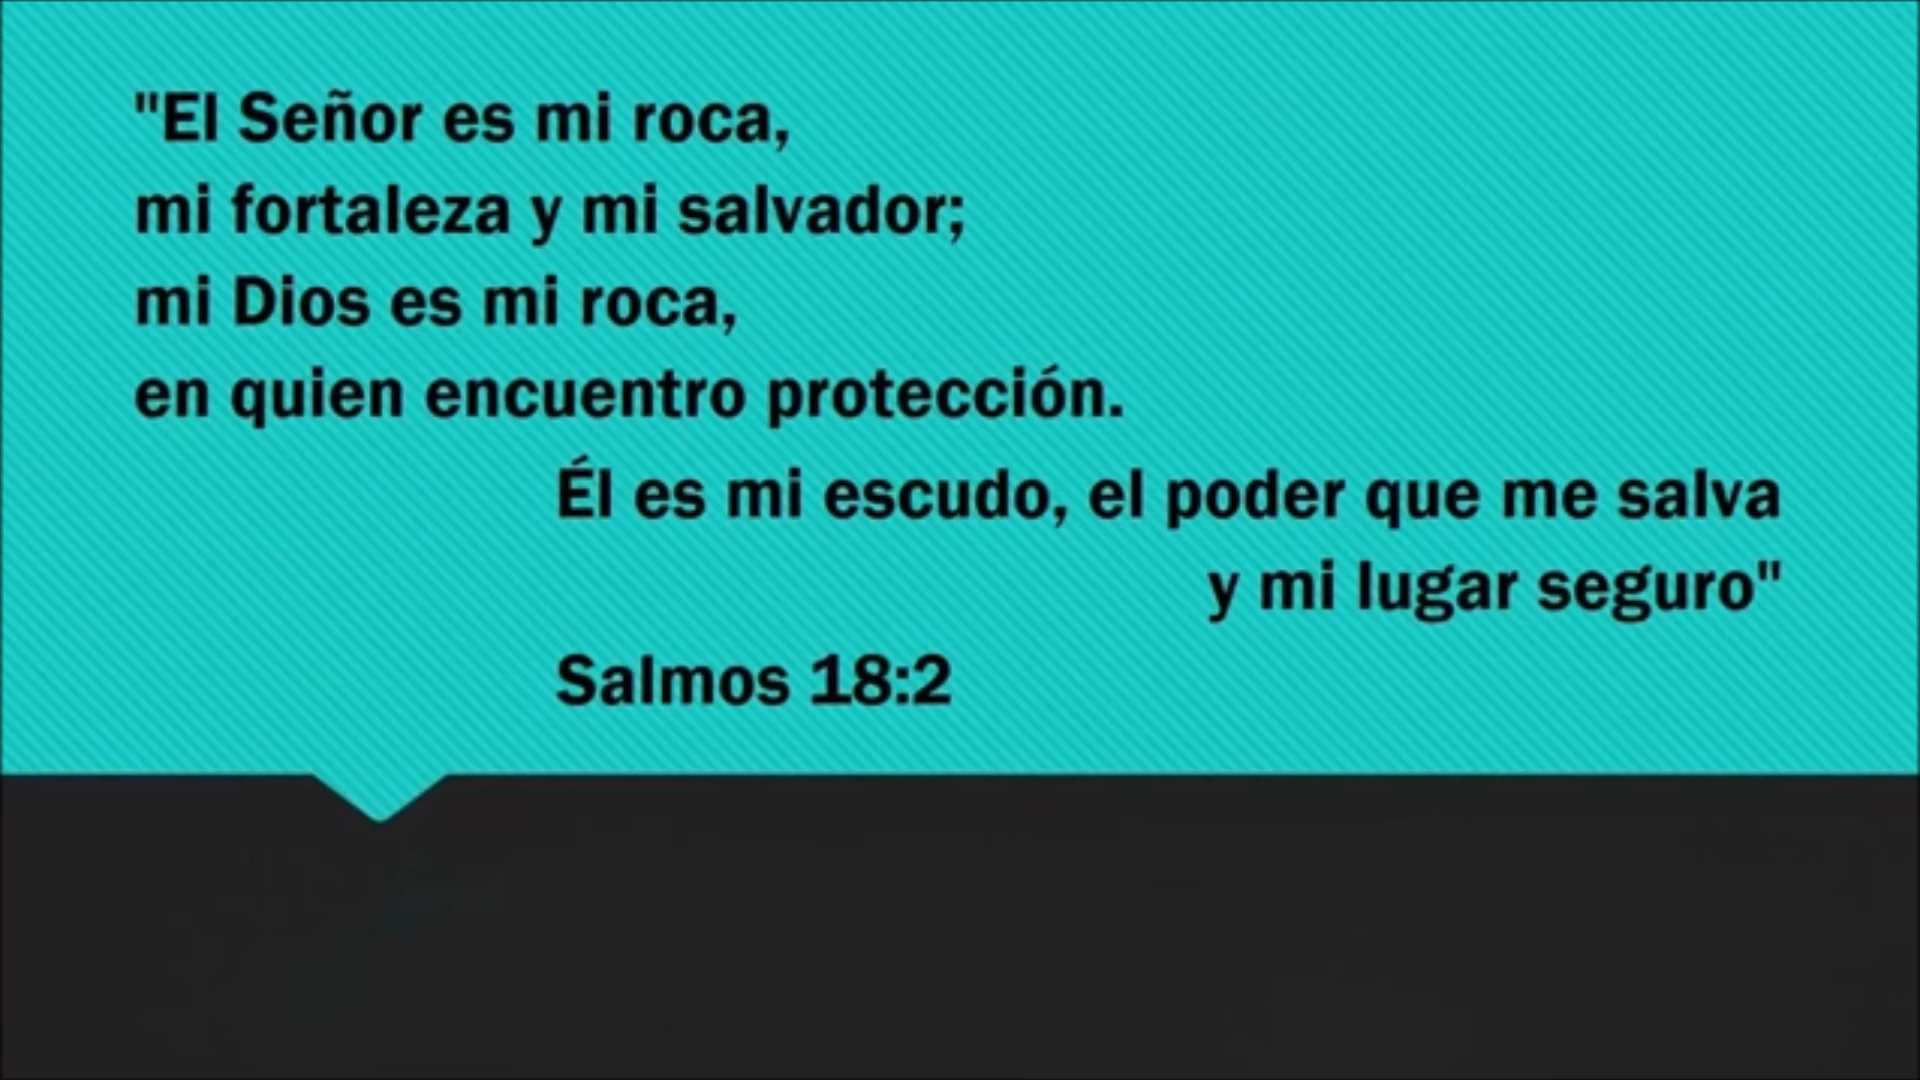 "El Señor es mi roca,
mi fortaleza y mi salvador;
mi Dios es mi roca,
en quien encuentro protección.
Él es mi escudo, el poder que me salva
y mi lugar seguro"
Salmos 18:2